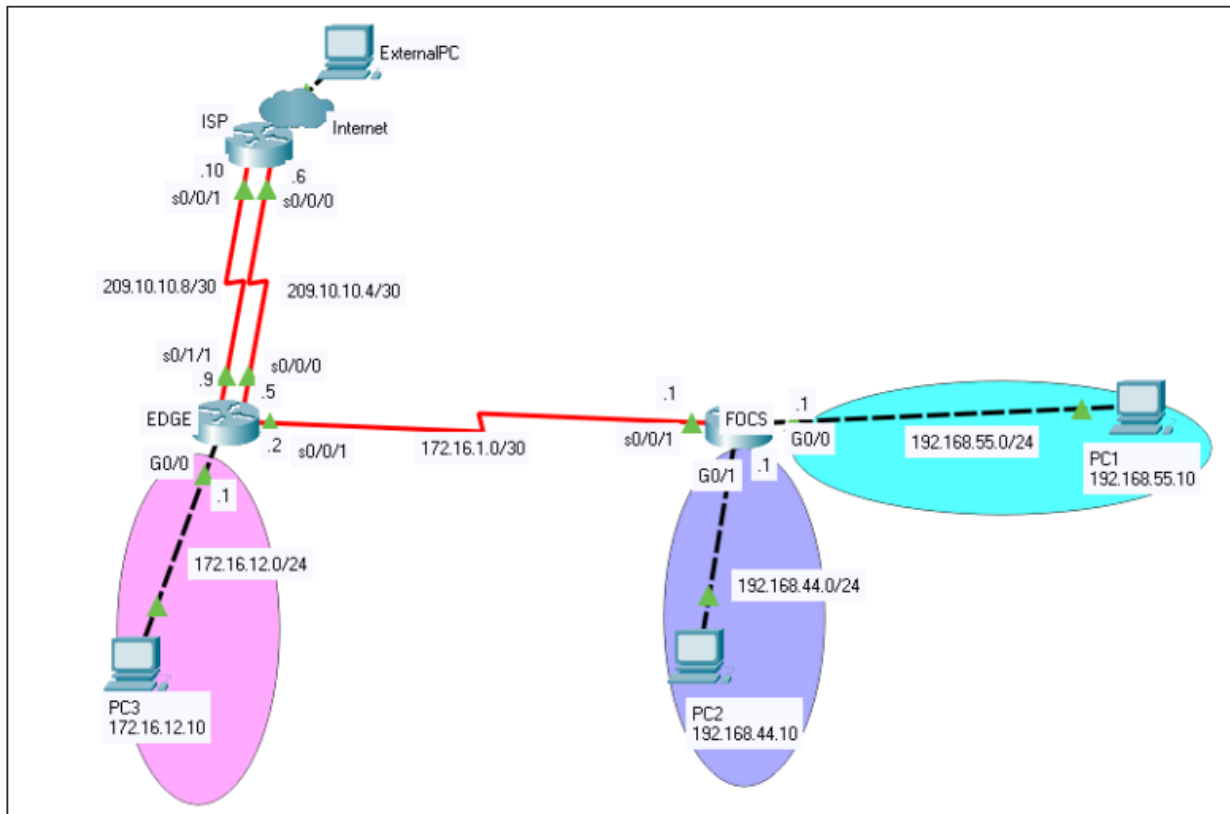 ExternalPC
ISP
Internet
.10
.6
s0/0/1
s0/0/0
209.10.10.8/30
209.10.10.4/30
s0/1/1
s0/0/0
.9
.5
EDGE
.2
s0/0/1
172.16.1.0/30
.1
s0/0/1
FOCS
.1
G0/0
192.168.55.0/24
PC1
192.168.55.10
G0/0
.1
G0/1
.1
172.16.12.0/24
192.168.44.0/24
PC3
172.16.12.10
PC2
192.168.44.10